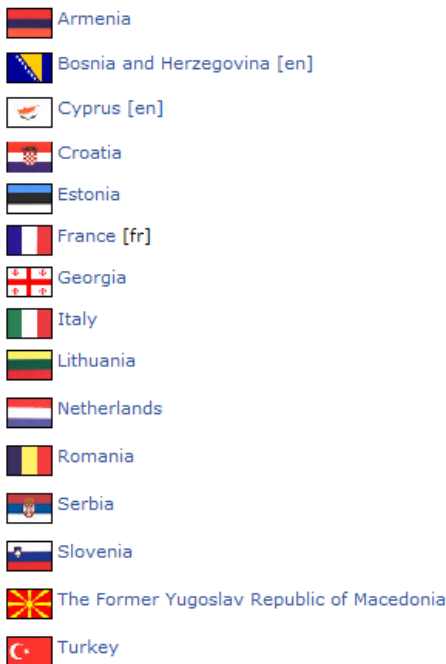 Armenia
Bosnia and Herzegovina [en]
Cyprus [en]
Croatia
Estonia
France [fr]
Georgia
Italy
Lithuania
Netherlands
Romania
Serbia
Slovenia
The Former Yugoslav Republic of Macedonia
Turkey